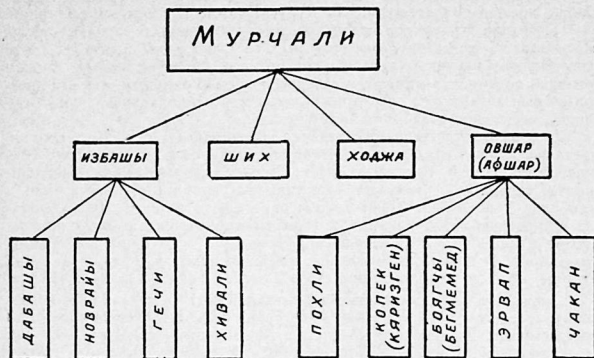 МУРЧАЛИ
ИЗБАШЫ
ШИХ
ХОДЖА
ОВШАР
(АФШАР)
ДАБАШЫ
НОВРАЙЫ
ГЕЧИ
ХИВАЛИ
ПОХЛИ
КОПЕК
(КЯРИЗГЕН)
БОЯГЧЫ
(БЕГМЕМЕД)
ЭРВАП
ЧАКАН